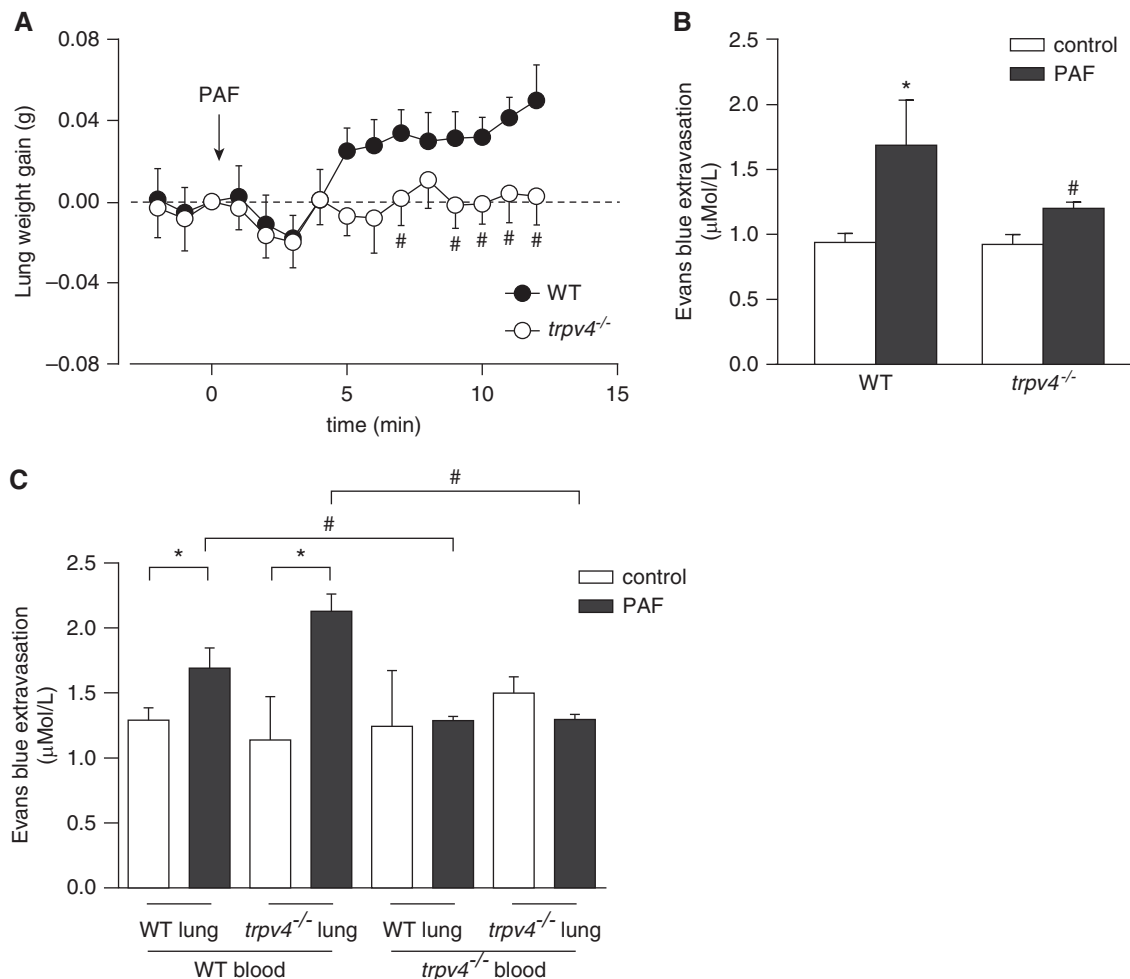 A
0.08
0.04
0.00
−0.04
−0.08
Lung weight gain (g)
PAF
# # # # #
WT
trpv4-/-
0 5 10 15
time (min)
B
2.5
2.0
1.5
1.0
0.5
0.0
Evans blue extravasation
(μMol/L)
control
PAF
*
#
WT trpv4-/-
C
#
#
* *
2.5
2.0
1.5
1.0
0.5
0.0
Evans blue extravasation
(μMol/L)
control
PAF
WT lung trpv4-/- lung WT lung trpv4-/- lung
WT blood trpv4-/- blood